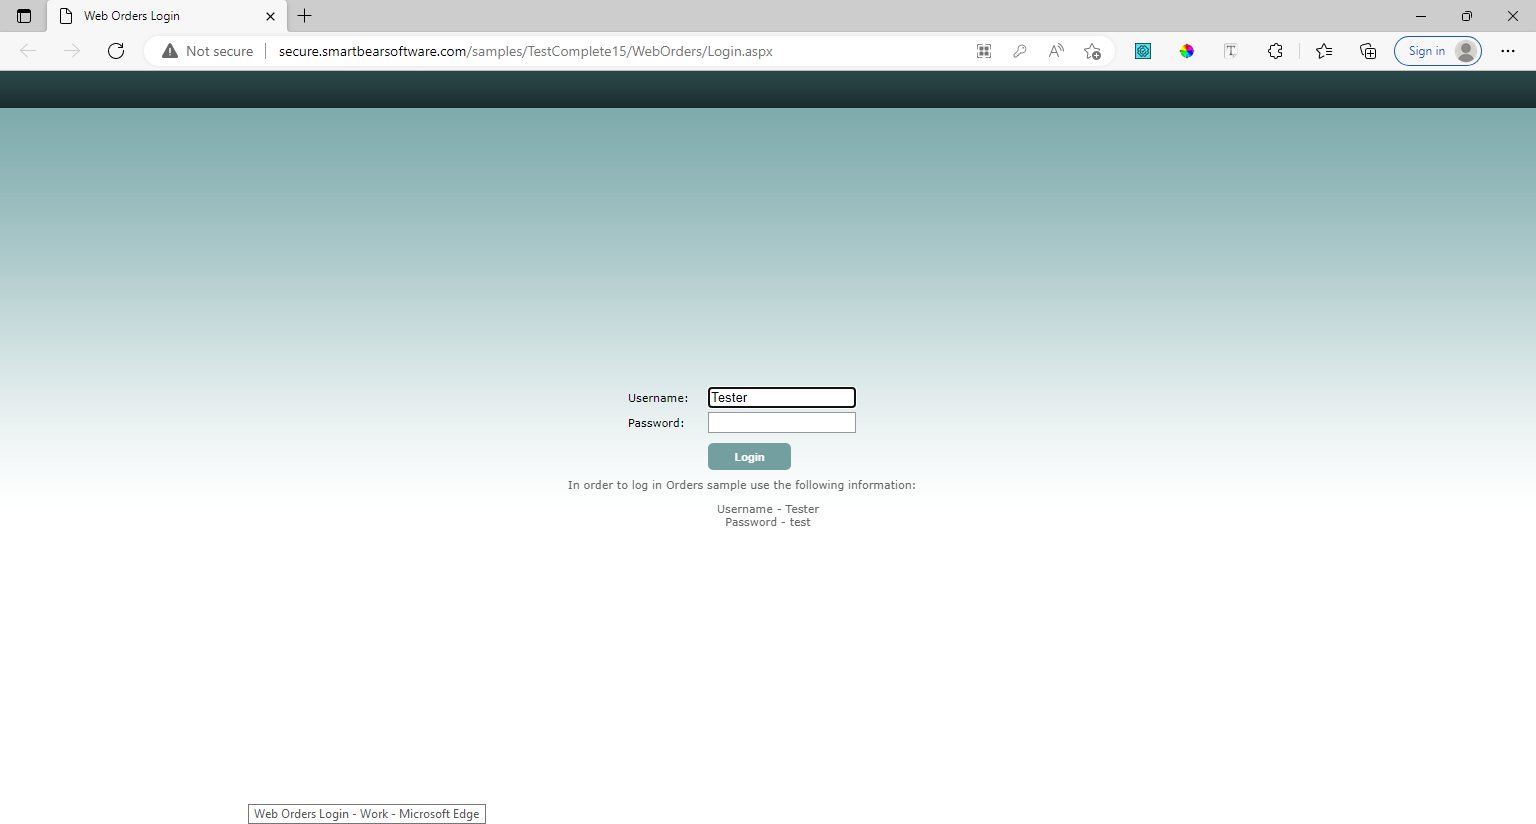 Web Orders Login
Not secure
secure.smartbearsoftware.com/samples/TestComplete15/WebOrders/Login.aspx
Sign in
Username: Tester
Password:
Login
In order to log in Orders sample use the following information:
Username - Tester
Password - test
Web Orders Login - Work - Microsoft Edge